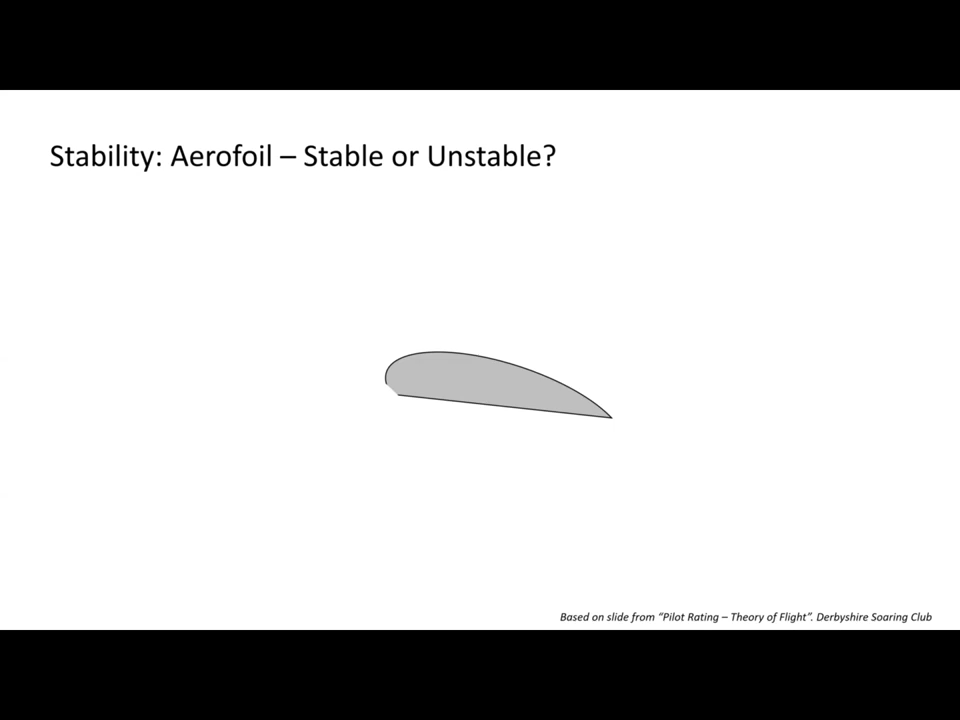 Stability: Aerofoil – Stable or Unstable?
Based on slide from “Pilot Rating – Theory of Flight”. Derbyshire Soaring Club